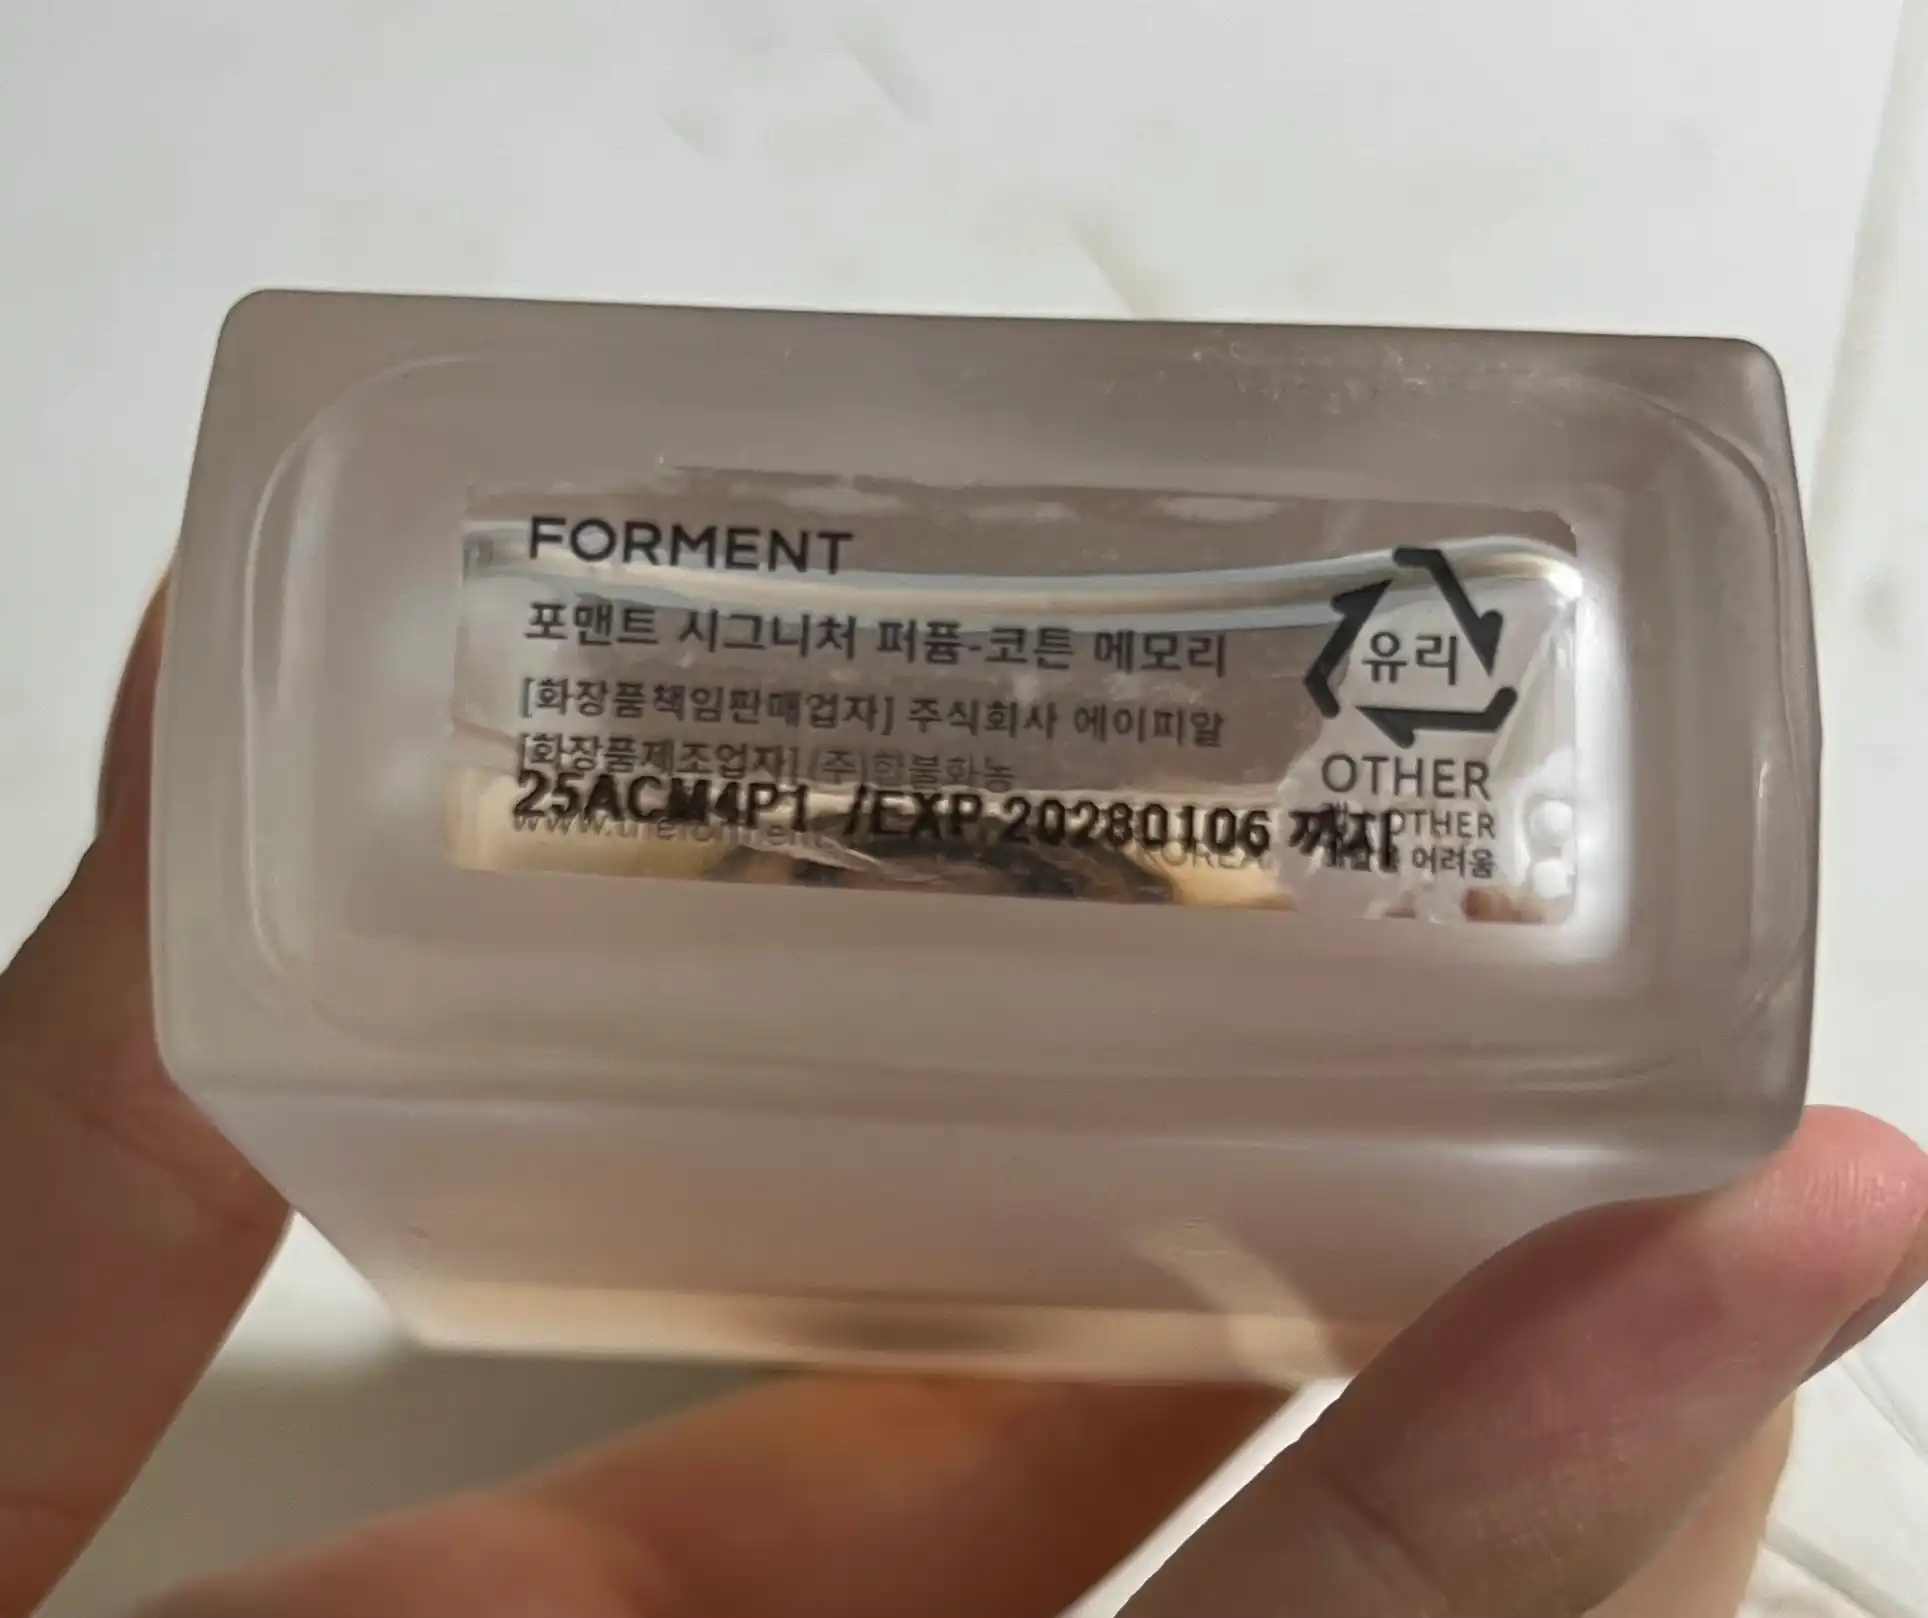 FORMENT
포맨트 시그니처 퍼퓸-코튼 메모리
[화장품책임판매업자] 주식회사 에이피알
[화장품제조업자] (주)한불화농
25ACM4P1 /EXP 20280106 까지
KOREA
유리
OTHER
OTHER
어려움